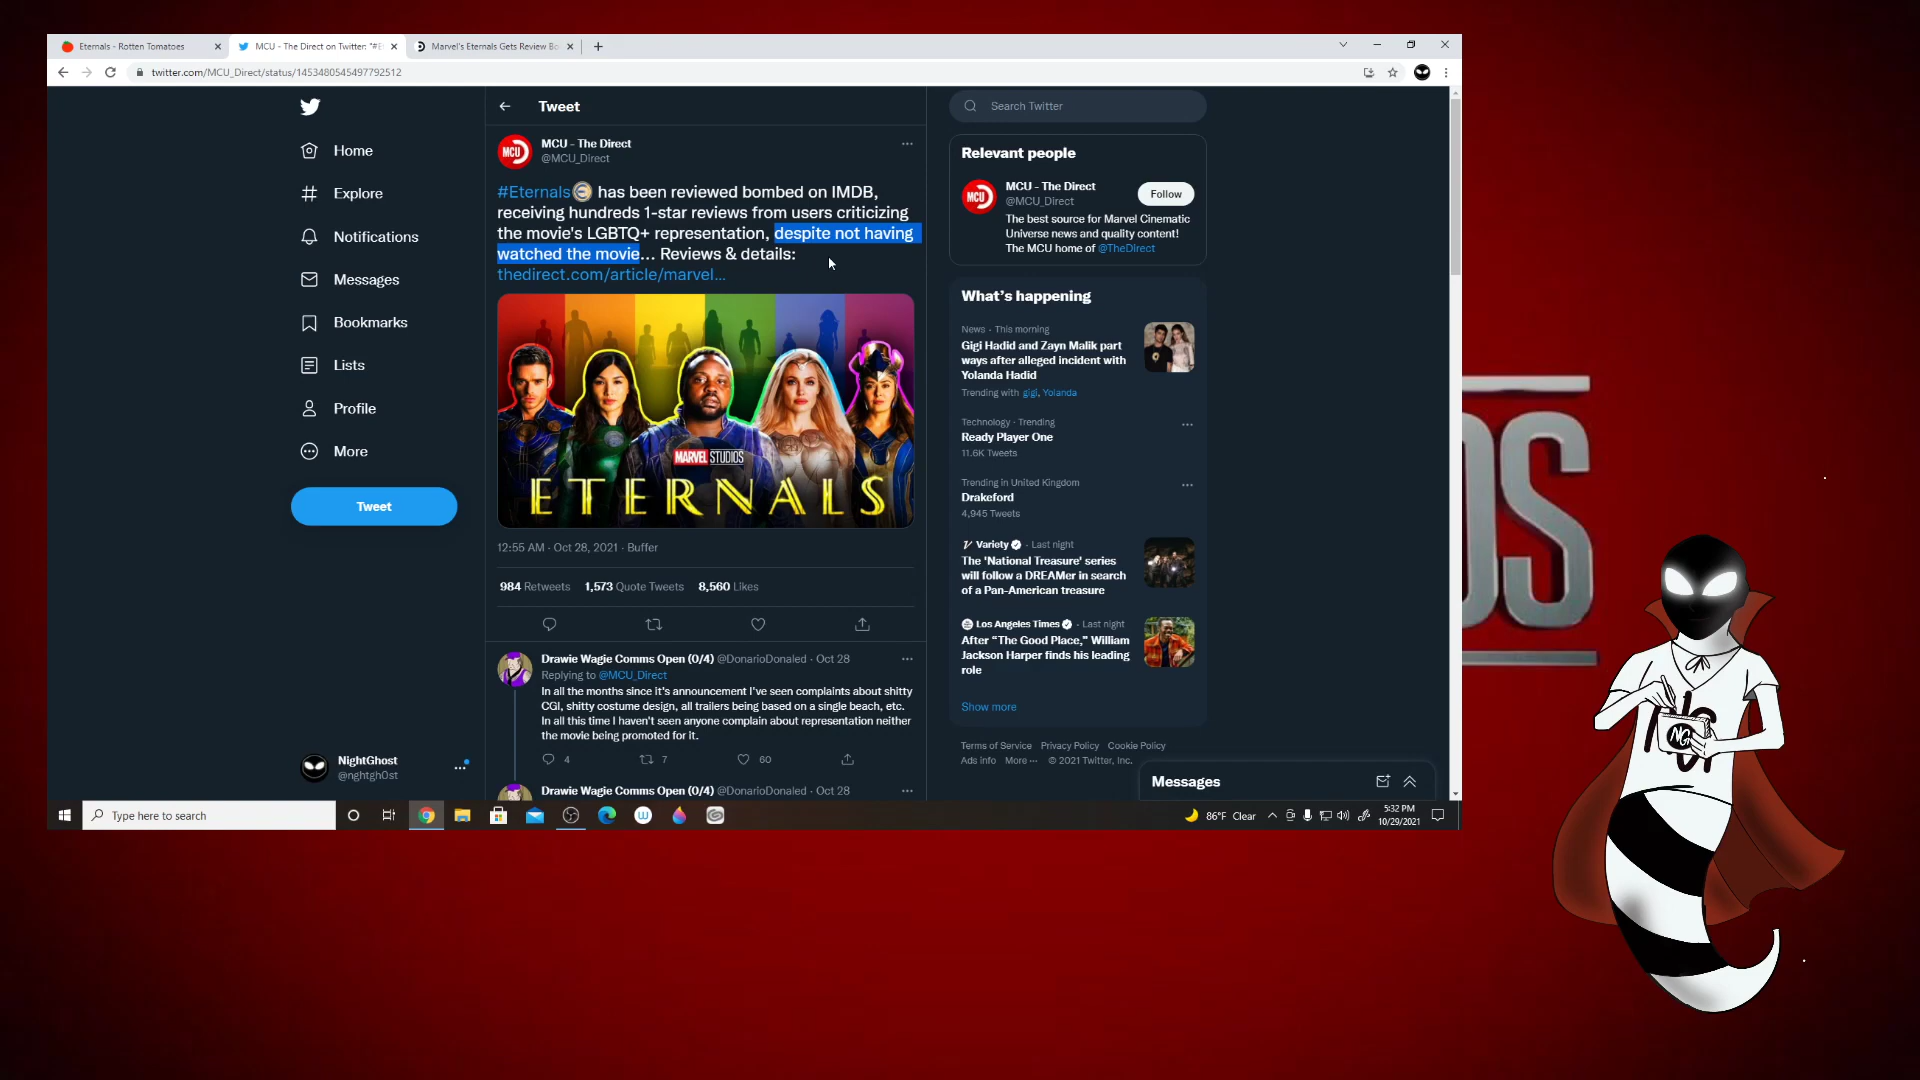 Eternals - Rotten Tomatoes
MCU - The Direct on Twitter: "#E
Marvel's Eternals Gets Review Bo
twitter.com/MCU_Direct/status/1453480545497792512
Home
Explore
Notifications
Messages
Bookmarks
Lists
Profile
More
Tweet
NightGhost
@nghtgh0st
Tweet
MCU - The Direct
@MCU_Direct
#Eternals has been reviewed bombed on IMDB,
receiving hundreds 1-star reviews from users criticizing
the movie's LGBTQ+ representation, despite not having
watched the movie... Reviews & details:
thedirect.com/article/marvel...
MCU
MARVEL STUDIOS
ETERNALS
12:55 AM · Oct 28, 2021 · Buffer
984 Retweets 1,573 Quote Tweets 8,560 Likes
Drawie Wagie Comms Open (0/4) @DonarioDonaled · Oct 28
Replying to @MCU_Direct
In all the months since it's announcement I've seen complaints about shitty
CGI, shitty costume design, all trailers being based on a single beach, etc.
In all this time I haven't seen anyone complain about representation neither
the movie being promoted for it.
4 7 60
Drawie Wagie Comms Open (0/4) @DonarioDonaled · Oct 28
Search Twitter
Relevant people
MCU
MCU - The Direct
@MCU_Direct
Follow
The best source for Marvel Cinematic
Universe news and quality content!
The MCU home of @TheDirect
What's happening
News · This morning
Gigi Hadid and Zayn Malik part
ways after alleged incident with
Yolanda Hadid
Trending with gigi, Yolanda
Technology · Trending
Ready Player One
11.6K Tweets
Trending in United Kingdom
Drakeford
4,945 Tweets
Variety · Last night
The 'National Treasure' series
will follow a DREAMer in search
of a Pan-American treasure
Los Angeles Times · Last night
After "The Good Place," William
Jackson Harper finds his leading
role
Show more
Terms of Service Privacy Policy Cookie Policy
Ads info More ··· © 2021 Twitter, Inc.
Messages
Type here to search
86°F Clear
5:32 PM
10/29/2021
OS
NG